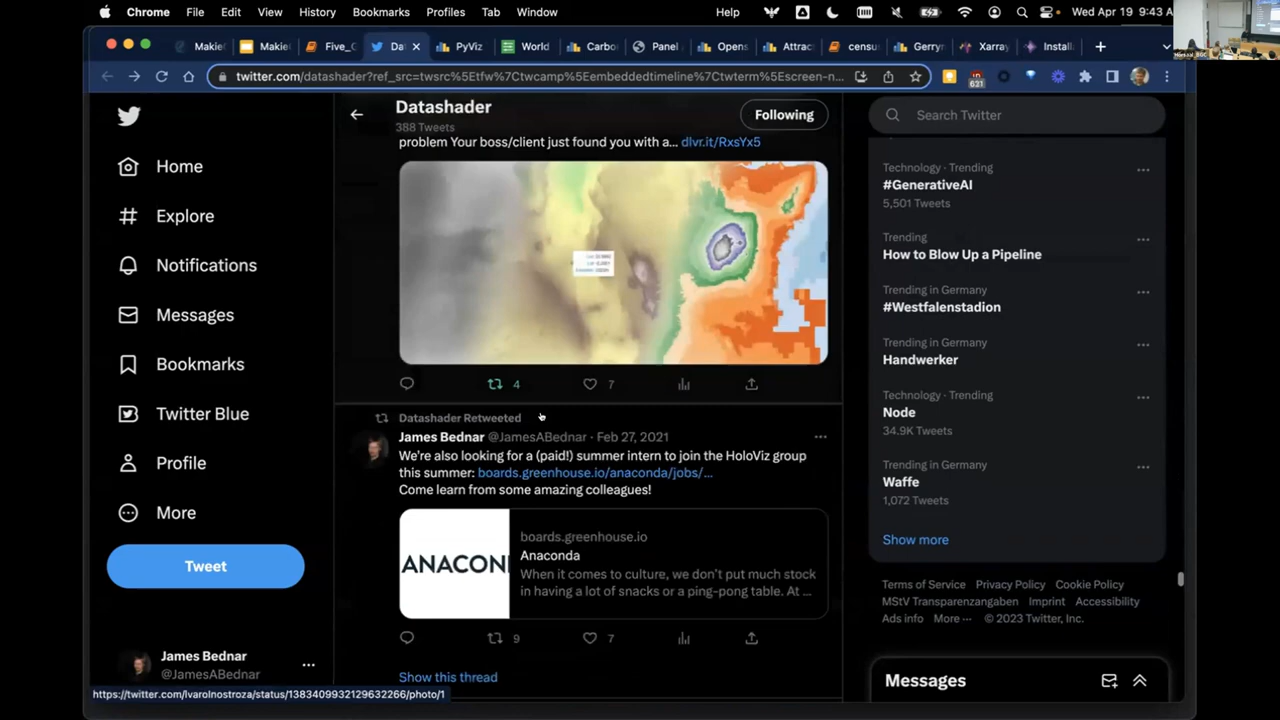 Chrome File Edit View History Bookmarks Profiles Tab Window Help Wed Apr 19 9:43 A
Makie Makie Five_C Da PyViz World Carbo Panel Opens Attrac censu Gerry Xarray Install
twitter.com/datashader?ref_src=twsrc%5Etfw%7Ctwcamp%5Eembeddedtimeline%7Ctwterm%5Escreen-n...
631
Home
Explore
Notifications
Messages
Bookmarks
Twitter Blue
Profile
More
Tweet
James Bednar
@JamesABednar
https://twitter.com/IvaroInostroza/status/1383409932129632266/photo/1
Datashader
388 Tweets
Following
problem Your boss/client just found you with a... dlvr.it/RxsYx5
4 7
Datashader Retweeted
James Bednar @JamesABednar · Feb 27, 2021
We're also looking for a (paid!) summer intern to join the HoloViz group
this summer: boards.greenhouse.io/anaconda/jobs/...
Come learn from some amazing colleagues!
ANACON
boards.greenhouse.io
Anaconda
When it comes to culture, we don't put much stock
in having a lot of snacks or a ping-pong table. At ...
9 7
Show this thread
Search Twitter
Technology · Trending
#GenerativeAI
5,501 Tweets
Trending
How to Blow Up a Pipeline
Trending in Germany
#Westfalenstadion
Trending in Germany
Handwerker
Technology · Trending
Node
34.9K Tweets
Trending in Germany
Waffe
1,072 Tweets
Show more
Terms of Service Privacy Policy Cookie Policy
MStV Transparenzangaben Imprint Accessibility
Ads info More ··· © 2023 Twitter, Inc.
Messages